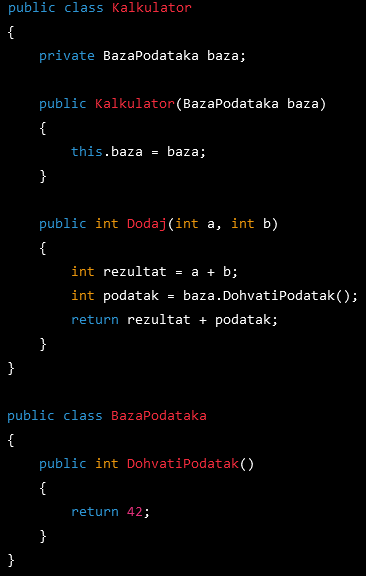 public class Kalkulator
{
    private BazaPodataka baza;

    public Kalkulator(BazaPodataka baza)
    {
        this.baza = baza;
    }

    public int Dodaj(int a, int b)
    {
        int rezultat = a + b;
        int podatak = baza.DohvatiPodatak();
        return rezultat + podatak;
    }
}

public class BazaPodataka
{
    public int DohvatiPodatak()
    {
        return 42;
    }
}